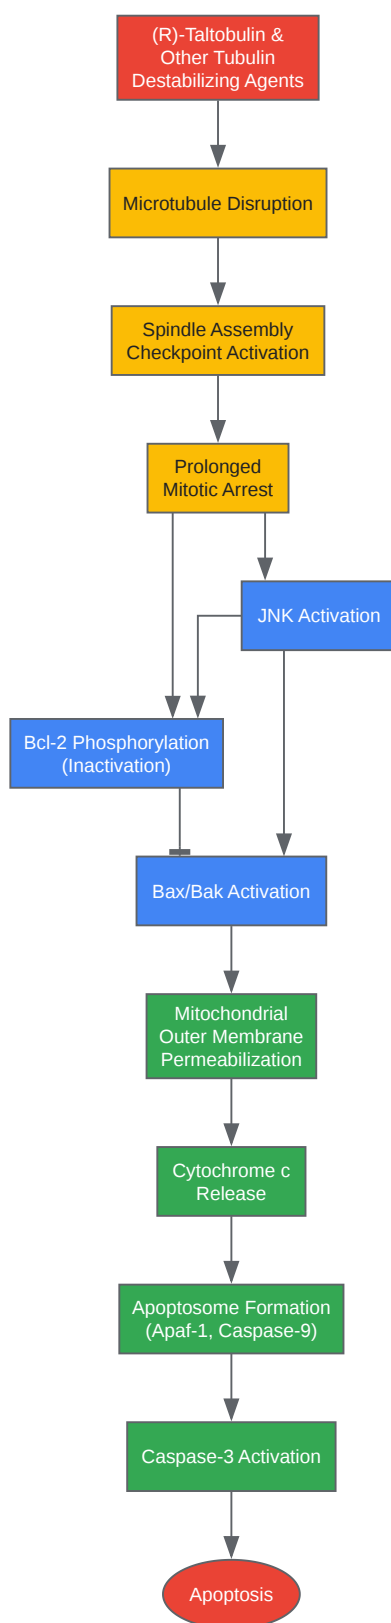 (R)-Taltobulin &
Other Tubulin
Destabilizing Agents
Microtubule Disruption
Spindle Assembly
Checkpoint Activation
Prolonged
Mitotic Arrest
JNK Activation
Bcl-2 Phosphorylation
(Inactivation)
Bax/Bak Activation
Mitochondrial
Outer Membrane
Permeabilization
Cytochrome c
Release
Apoptosome Formation
(Apaf-1, Caspase-9)
Caspase-3 Activation
Apoptosis